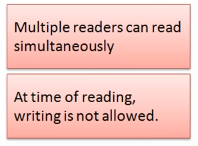 Multiple readers can read
simultaneously
At time of reading,
writing is not allowed.